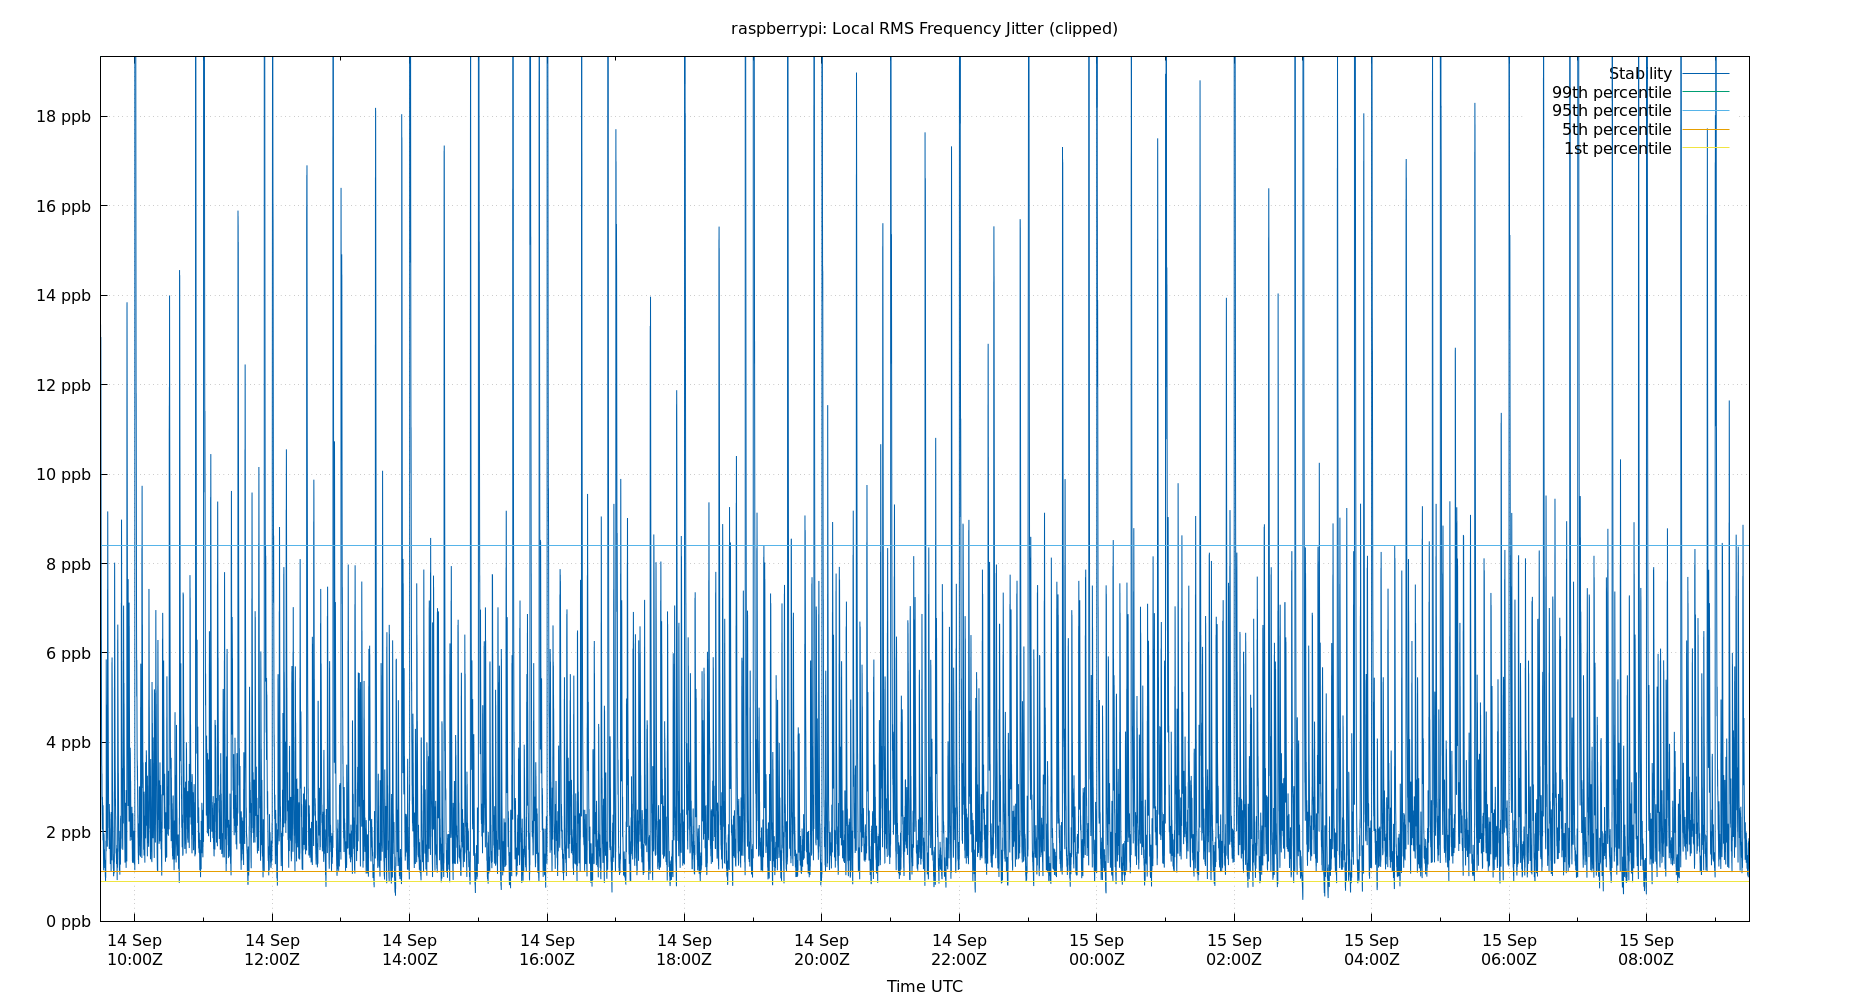 raspberrypi: Local RMS Frequency Jitter (clipped)
Stability
99th percentile
95th percentile
5th percentile
1st percentile
18 ppb
16 ppb
14 ppb
12 ppb
10 ppb
8 ppb
6 ppb
4 ppb
2 ppb
0 ppb
14 Sep 14 Sep 14 Sep 14 Sep 14 Sep 14 Sep 14 Sep 15 Sep 15 Sep 15 Sep 15 Sep 15 Sep
10:00Z 12:00Z 14:00Z 16:00Z 18:00Z 20:00Z 22:00Z 00:00Z 02:00Z 04:00Z 06:00Z 08:00Z
Time UTC